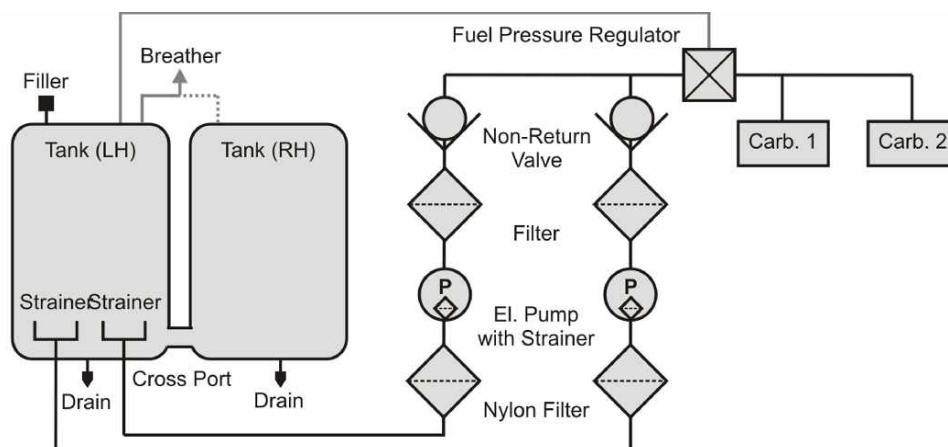 Fuel Pressure Regulator
Breather
Filler
Tank (LH)
Tank (RH)
Non-Return
Valve
Carb. 1
Carb. 2
Filter
Strainer
Strainer
P
P
El. Pump
with Strainer
Cross Port
Drain
Drain
Nylon Filter